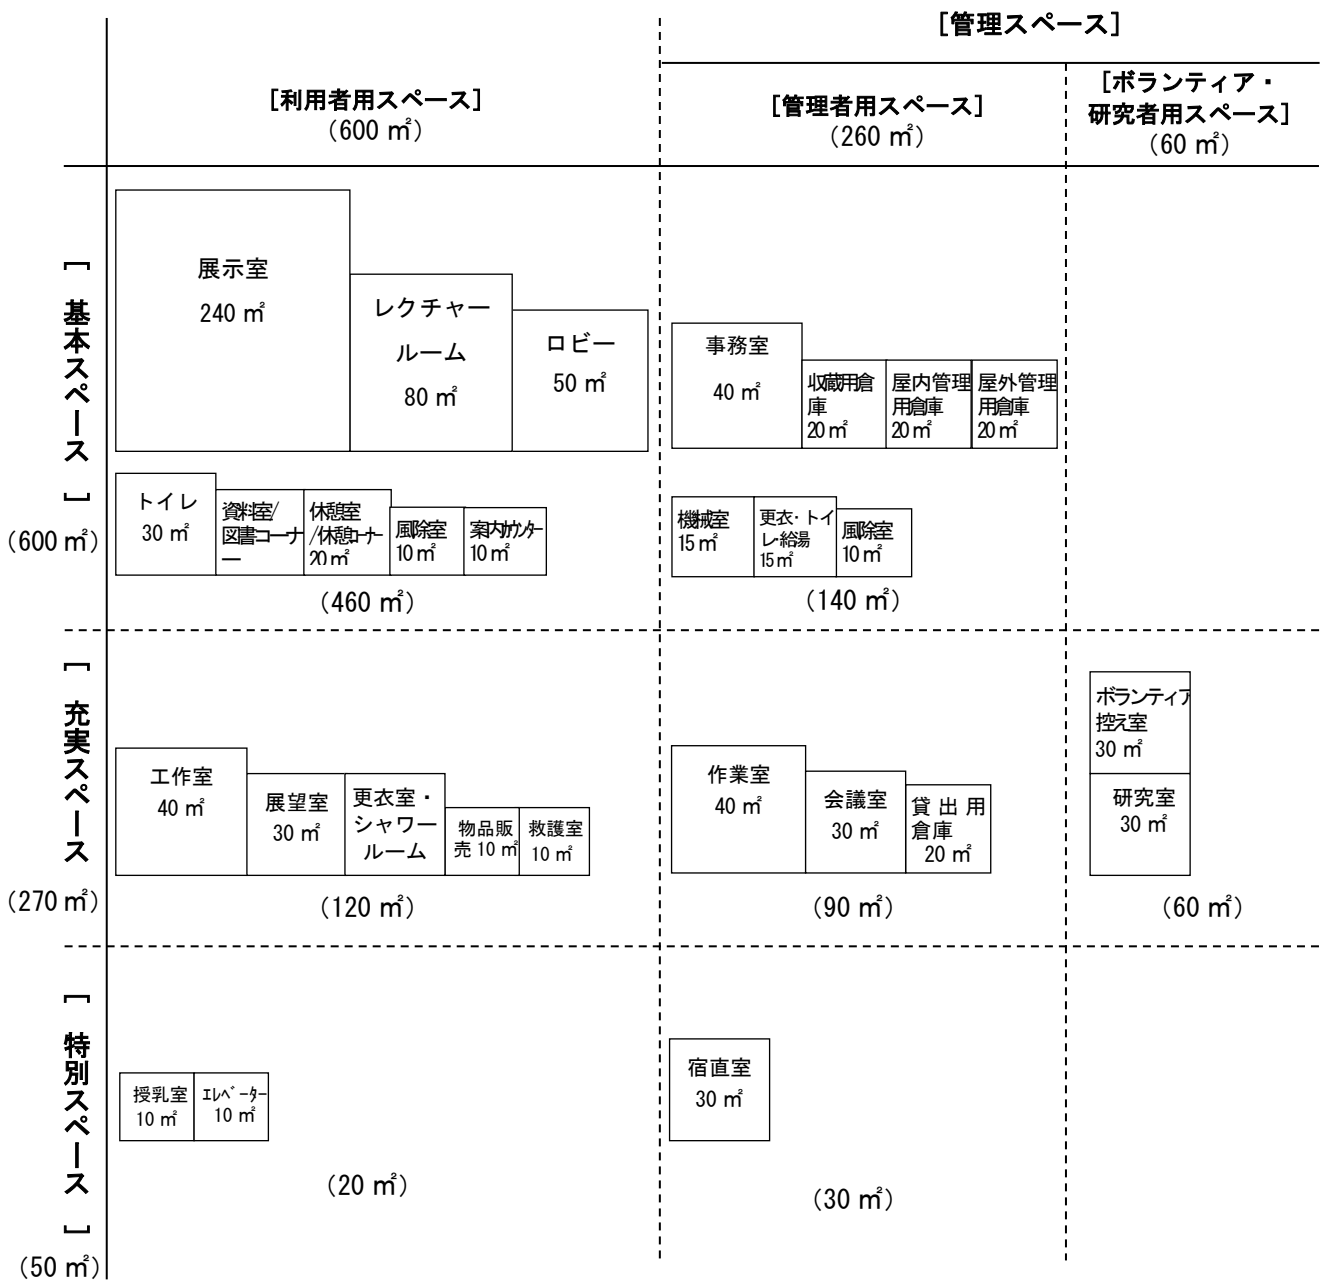 [管理スペース]
[利用者用スペース]
(600 ㎡)
[管理者用スペース]
(260 ㎡)
[ボランティア・
研究者用スペース]
(60 ㎡)
[基本スペース]
(600 ㎡)
展示室
240 ㎡
レクチャー
ルーム
80 ㎡
ロビー
50 ㎡
トイレ
30 ㎡
資料室/
図書コーナ
ー
休憩室
/休憩コーナー
20 ㎡
風除室
10 ㎡
案内カウンター
10 ㎡
(460 ㎡)
事務室
40 ㎡
収蔵用倉
庫
20 ㎡
屋内管理
用倉庫
20 ㎡
屋外管理
用倉庫
20 ㎡
機械室
15 ㎡
更衣・トイ
レ・給湯
15 ㎡
風除室
10 ㎡
(140 ㎡)
[充実スペース]
(270 ㎡)
工作室
40 ㎡
展望室
30 ㎡
更衣室・
シャワー
ルーム
物品販
売 10 ㎡
救護室
10 ㎡
(120 ㎡)
作業室
40 ㎡
会議室
30 ㎡
貸出用
倉庫
20 ㎡
(90 ㎡)
ボランティア
控え室
30 ㎡
研究室
30 ㎡
(60 ㎡)
[特別スペース]
(50 ㎡)
授乳室
10 ㎡
エレベーター
10 ㎡
(20 ㎡)
宿直室
30 ㎡
(30 ㎡)